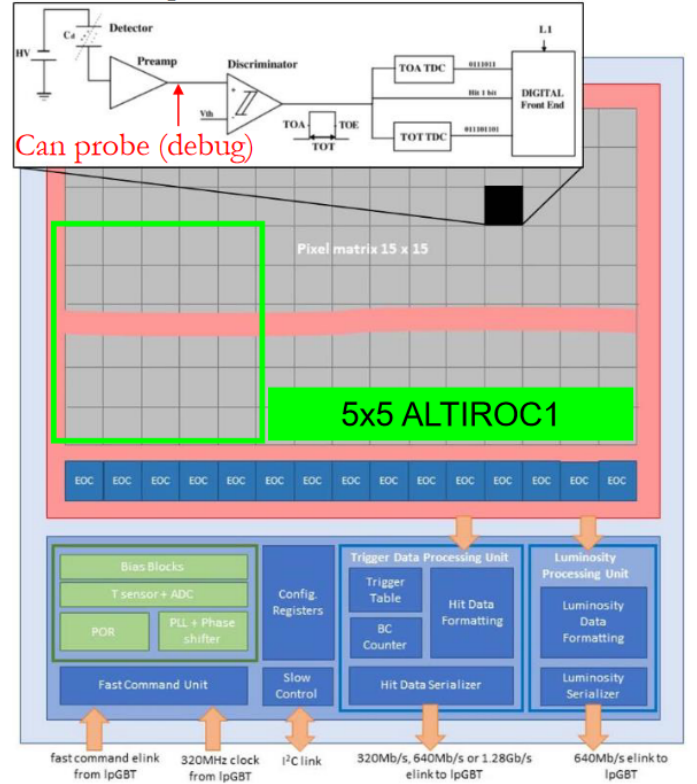 Detector
L1
Cd
HV
Preamp
Discriminator
TOA TDC
0111011
Hit 1 bit
DIGITAL
Front End
Vth
TOA
TOE
TOT
TOT TDC
011101101
Can probe (debug)
Pixel matrix 15 x 15
5x5 ALTIROC1
EOC EOC EOC EOC EOC EOC EOC EOC EOC EOC EOC EOC EOC EOC EOC
Bias Blocks
T sensor + ADC
POR
PLL + Phase
shifter
Fast Command Unit
Config.
Registers
Slow
Control
Trigger Data Processing Unit
Trigger
Table
BC
Counter
Hit Data
Formatting
Hit Data Serializer
Luminosity
Processing Unit
Luminosity
Data
Formatting
Luminosity
Serializer
fast command elink
from lpGBT
320MHz clock
from lpGBT
I²C link
320Mb/s, 640Mb/s or 1.28Gb/s
elink to lpGBT
640Mb/s elink to
lpGBT